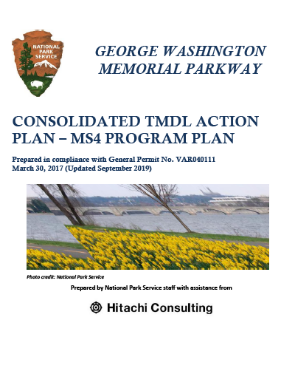 NATIONAL
PARK
SERVICE
GEORGE WASHINGTON
MEMORIAL PARKWAY
CONSOLIDATED TMDL ACTION
PLAN – MS4 PROGRAM PLAN
Prepared in compliance with General Permit No. VAR040111
March 30, 2017 (Updated September 2019)
Photo credit: National Park Service
Prepared by National Park Service staff with assistance from
Hitachi Consulting